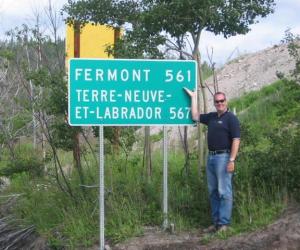 FERMONT 561
TERRE-NEUVE-
ET-LABRADOR 567